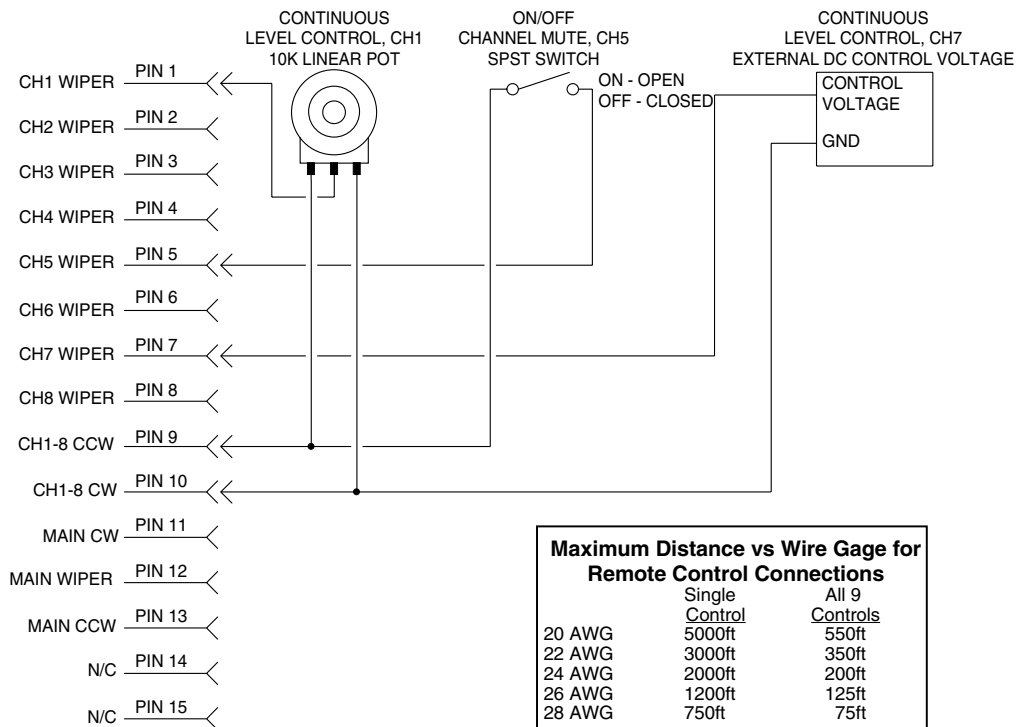 CONTINUOUS
LEVEL CONTROL, CH1
10K LINEAR POT
ON/OFF
CHANNEL MUTE, CH5
SPST SWITCH
CONTINUOUS
LEVEL CONTROL, CH7
EXTERNAL DC CONTROL VOLTAGE
ON - OPEN
OFF - CLOSED
CONTROL
VOLTAGE
GND
CH1 WIPER PIN 1
CH2 WIPER PIN 2
CH3 WIPER PIN 3
CH4 WIPER PIN 4
CH5 WIPER PIN 5
CH6 WIPER PIN 6
CH7 WIPER PIN 7
CH8 WIPER PIN 8
CH1-8 CCW PIN 9
CH1-8 CW PIN 10
MAIN CW PIN 11
MAIN WIPER PIN 12
MAIN CCW PIN 13
N/C PIN 14
N/C PIN 15
Maximum Distance vs Wire Gage for
Remote Control Connections
Single All 9
Control Controls
20 AWG 5000ft 550ft
22 AWG 3000ft 350ft
24 AWG 2000ft 200ft
26 AWG 1200ft 125ft
28 AWG 750ft 75ft